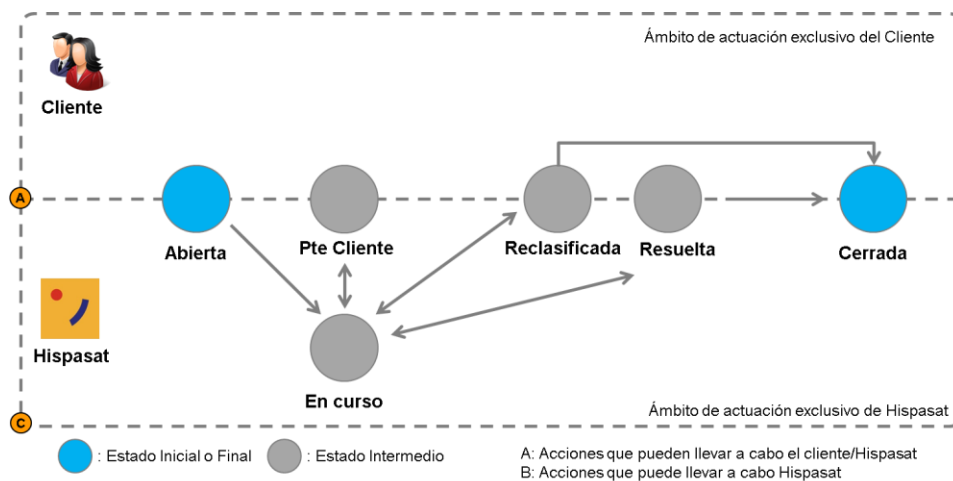 Ámbito de actuación exclusivo del Cliente
Cliente
A
Abierta
Pte Cliente
Reclasificada
Resuelta
Cerrada
Hispasat
En curso
Ámbito de actuación exclusivo de Hispasat
C
: Estado Inicial o Final
: Estado Intermedio
A: Acciones que pueden llevar a cabo el cliente/Hispasat
B: Acciones que puede llevar a cabo Hispasat